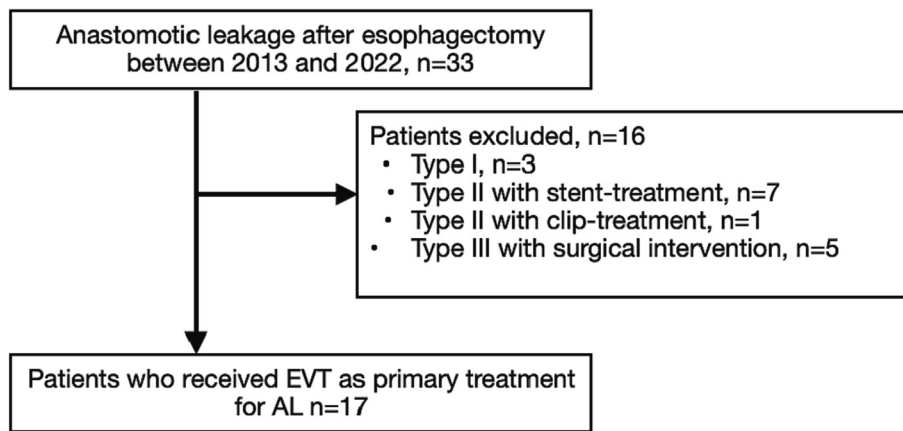 Anastomotic leakage after esophagectomy
between 2013 and 2022, n=33
Patients excluded, n=16
• Type I, n=3
• Type II with stent-treatment, n=7
• Type II with clip-treatment, n=1
• Type III with surgical intervention, n=5
Patients who received EVT as primary treatment
for AL n=17